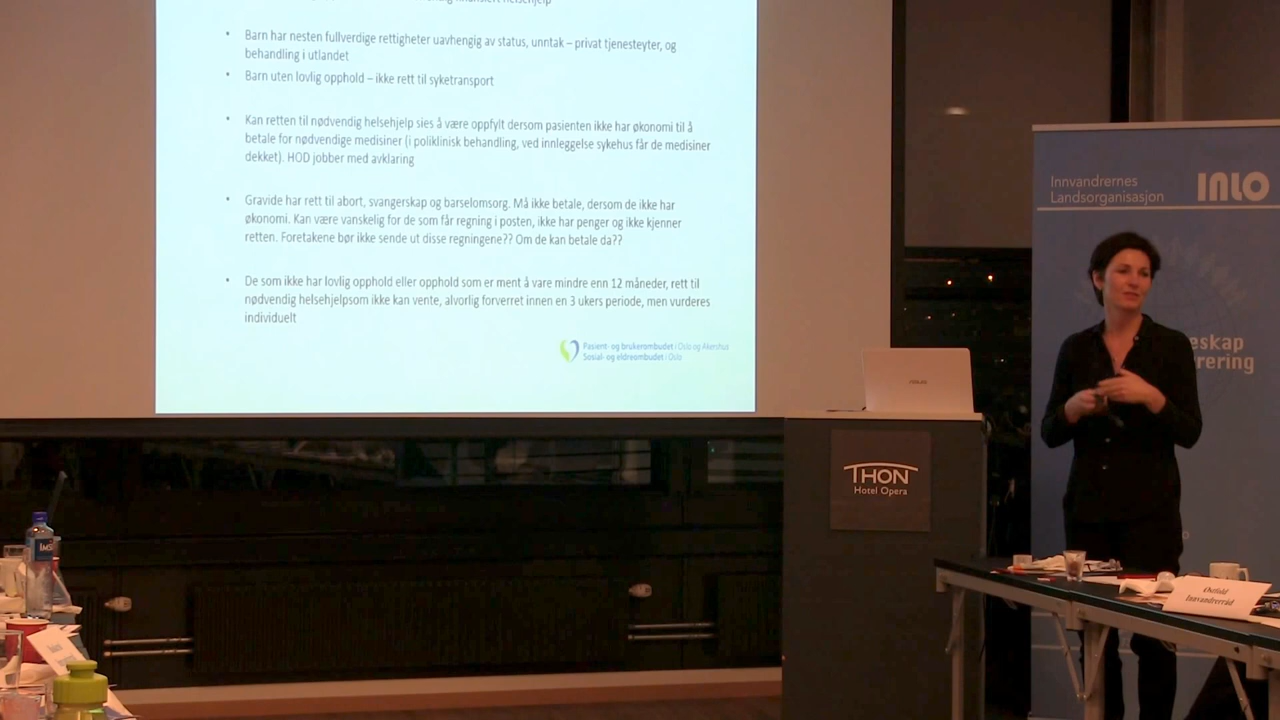 finansiert helsehjelp
Barn har nesten fullverdige rettigheter uavhengig av status, unntak – privat tjenesteyter, og
behandling i utlandet
Barn uten lovlig opphold – ikke rett til syketransport
Kan retten til nødvendig helsehjelp sies å være oppfylt dersom pasienten ikke har økonomi til å
betale for nødvendige medisiner (i poliklinisk behandling, ved innleggelse sykehus får de medisiner
dekket). HOD jobber med avklaring
Gravide har rett til abort, svangerskap og barselomsorg. Må ikke betale, dersom de ikke har
økonomi. Kan være vanskelig for de som får regning i posten, ikke har penger og ikke kjenner
retten. Foretakene bør ikke sende ut disse regningene?? Om de kan betale da??
De som ikke har lovlig opphold eller opphold som er ment å vare mindre enn 12 måneder, rett til
nødvendig helsehjelpsom ikke kan vente, alvorlig forverret innen en 3 ukers periode, men vurderes
individuelt
Pasient- og brukerombudet i Oslo og Akershus
Sosial- og eldreombudet i Oslo
Innvandrernes
Landsorganisasjon
INLO
eskap
rering
ASUS
THON
Hotel Opera
Østfold
Innvandrerråd